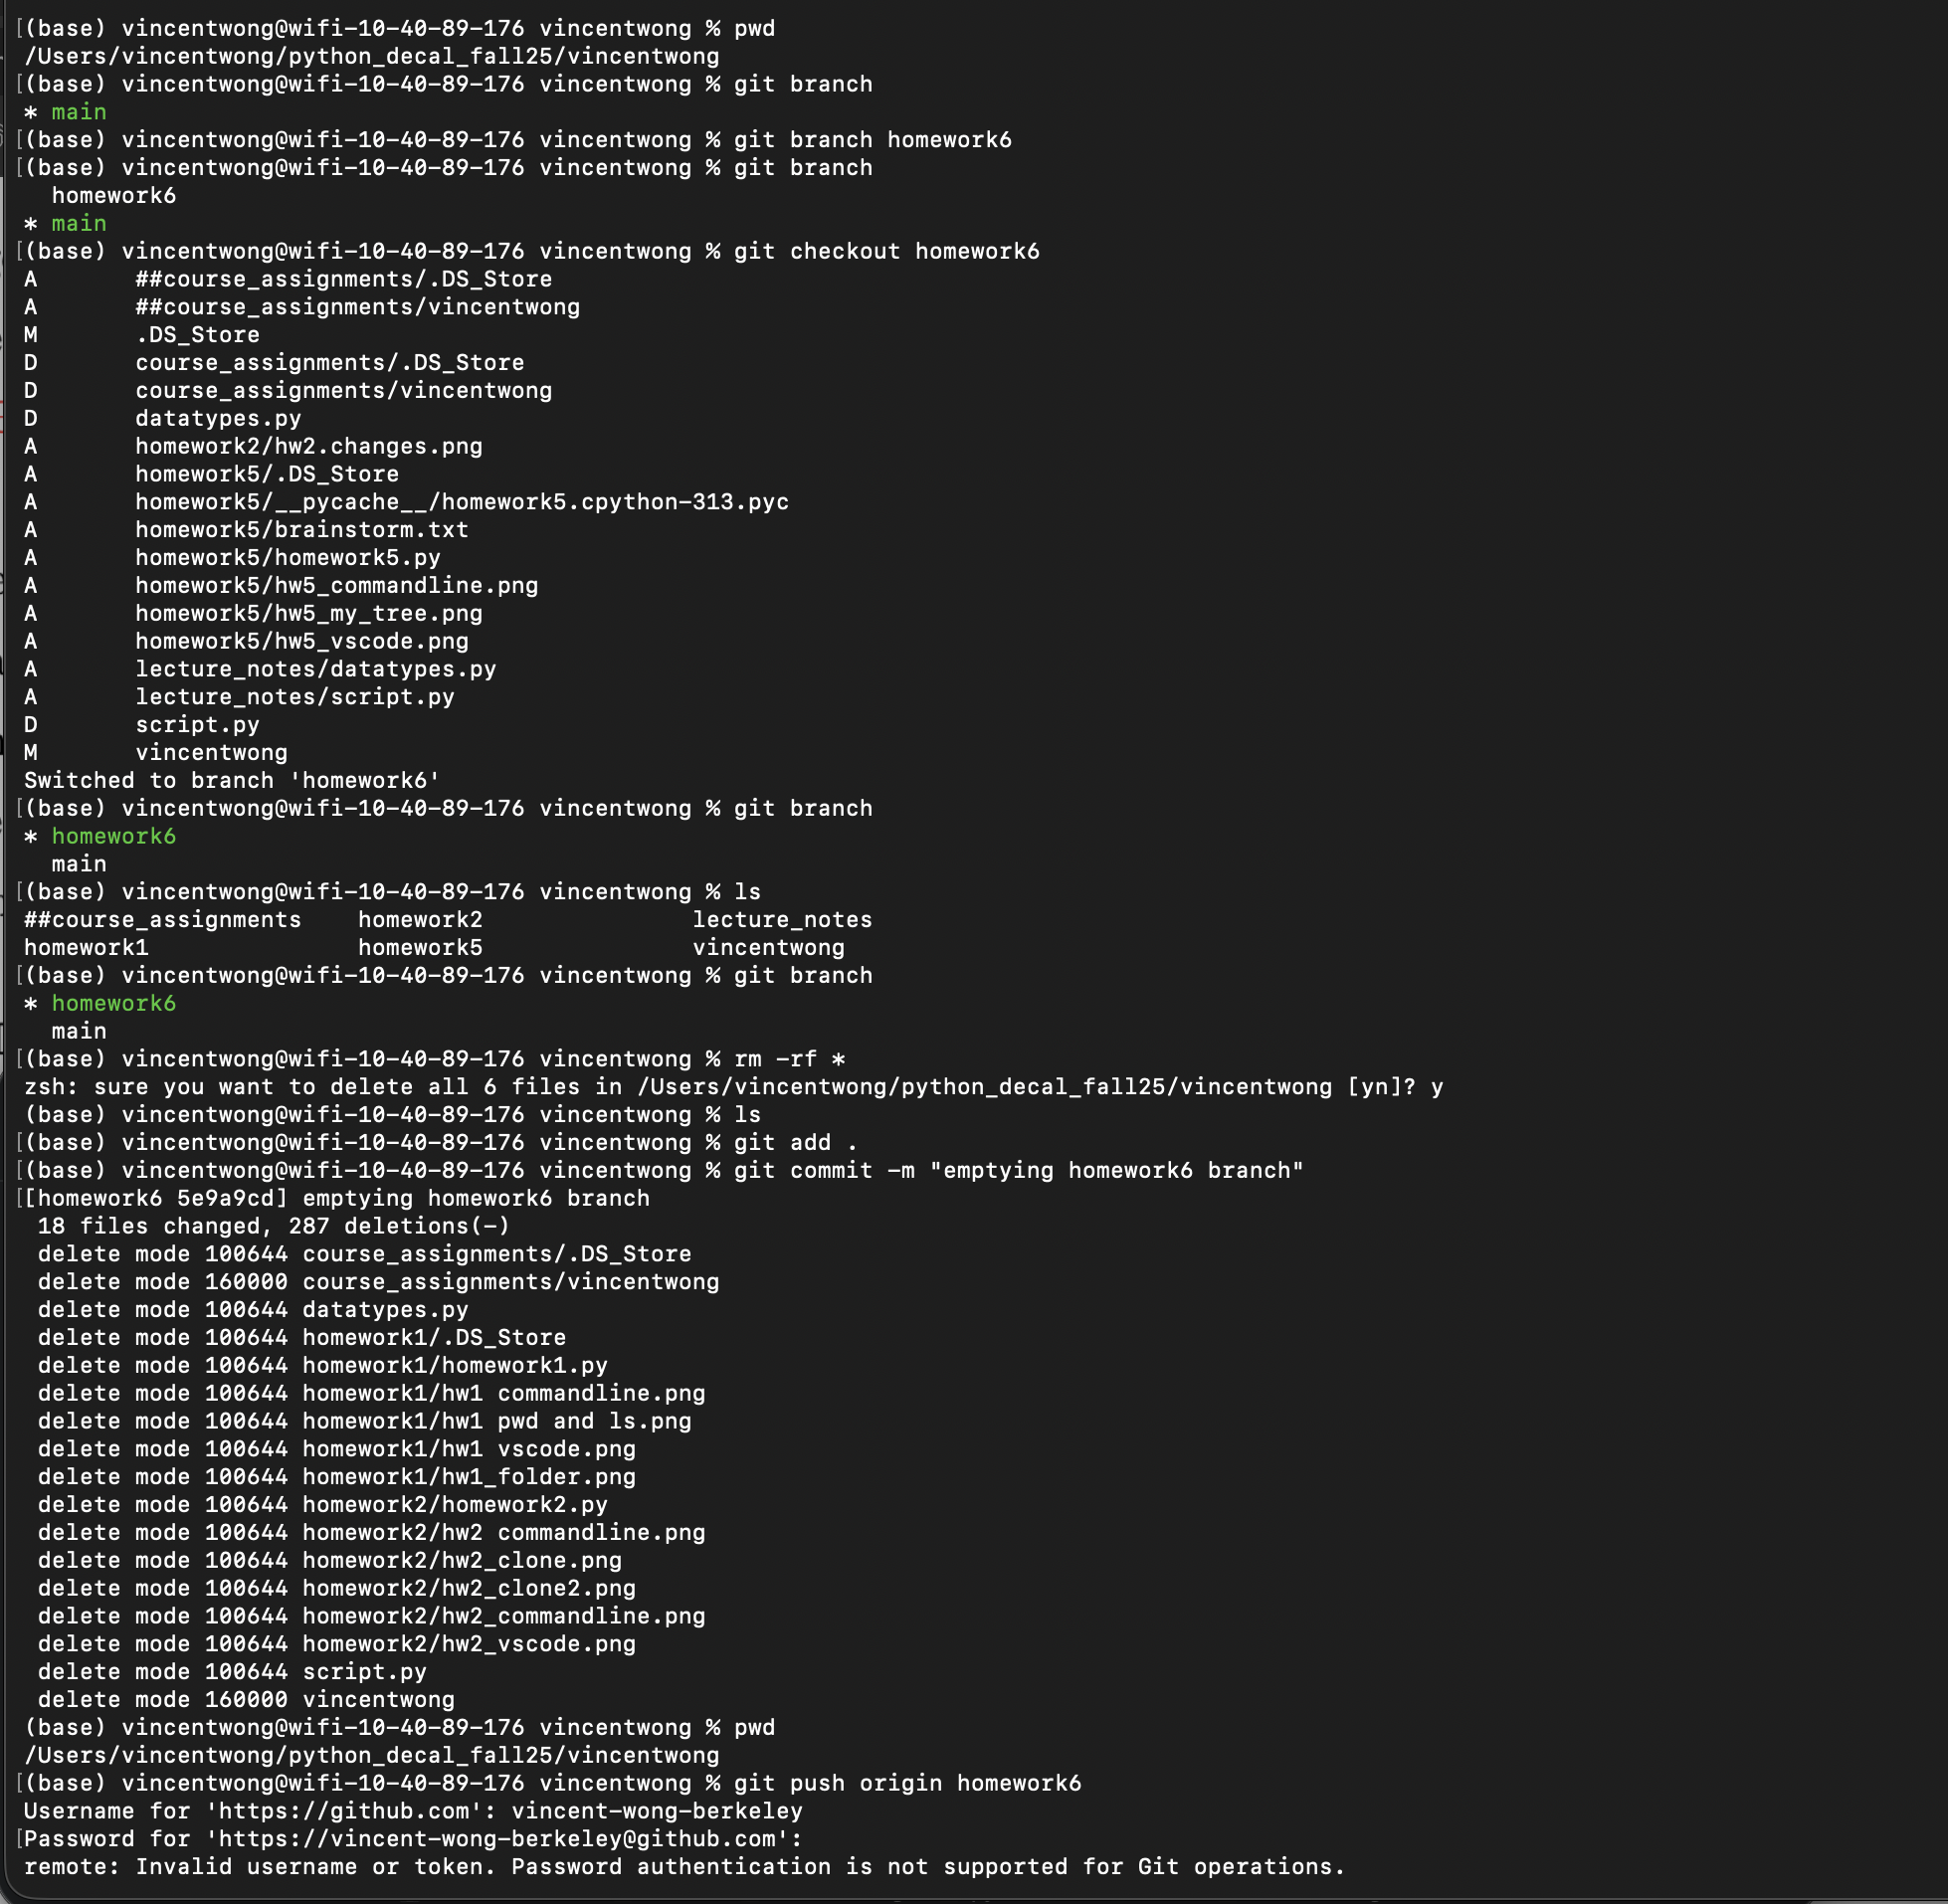 [(base) vincentwong@wifi-10-40-89-176 vincentwong % pwd
/Users/vincentwong/python_decal_fall25/vincentwong
[(base) vincentwong@wifi-10-40-89-176 vincentwong % git branch
* main
[(base) vincentwong@wifi-10-40-89-176 vincentwong % git branch homework6
[(base) vincentwong@wifi-10-40-89-176 vincentwong % git branch
  homework6
* main
[(base) vincentwong@wifi-10-40-89-176 vincentwong % git checkout homework6
A       ##course_assignments/.DS_Store
A       ##course_assignments/vincentwong
M       .DS_Store
D       course_assignments/.DS_Store
D       course_assignments/vincentwong
D       datatypes.py
A       homework2/hw2.changes.png
A       homework5/.DS_Store
A       homework5/__pycache__/homework5.cpython-313.pyc
A       homework5/brainstorm.txt
A       homework5/homework5.py
A       homework5/hw5_commandline.png
A       homework5/hw5_my_tree.png
A       homework5/hw5_vscode.png
A       lecture_notes/datatypes.py
A       lecture_notes/script.py
D       script.py
M       vincentwong
Switched to branch 'homework6'
[(base) vincentwong@wifi-10-40-89-176 vincentwong % git branch
* homework6
  main
[(base) vincentwong@wifi-10-40-89-176 vincentwong % ls
##course_assignments    homework2               lecture_notes
homework1               homework5               vincentwong
[(base) vincentwong@wifi-10-40-89-176 vincentwong % git branch
* homework6
  main
[(base) vincentwong@wifi-10-40-89-176 vincentwong % rm -rf *
zsh: sure you want to delete all 6 files in /Users/vincentwong/python_decal_fall25/vincentwong [yn]? y
(base) vincentwong@wifi-10-40-89-176 vincentwong % ls
[(base) vincentwong@wifi-10-40-89-176 vincentwong % git add .
[(base) vincentwong@wifi-10-40-89-176 vincentwong % git commit -m "emptying homework6 branch"
[[homework6 5e9a9cd] emptying homework6 branch
 18 files changed, 287 deletions(-)
 delete mode 100644 course_assignments/.DS_Store
 delete mode 160000 course_assignments/vincentwong
 delete mode 100644 datatypes.py
 delete mode 100644 homework1/.DS_Store
 delete mode 100644 homework1/homework1.py
 delete mode 100644 homework1/hw1 commandline.png
 delete mode 100644 homework1/hw1 pwd and ls.png
 delete mode 100644 homework1/hw1 vscode.png
 delete mode 100644 homework1/hw1_folder.png
 delete mode 100644 homework2/homework2.py
 delete mode 100644 homework2/hw2 commandline.png
 delete mode 100644 homework2/hw2_clone.png
 delete mode 100644 homework2/hw2_clone2.png
 delete mode 100644 homework2/hw2_commandline.png
 delete mode 100644 homework2/hw2_vscode.png
 delete mode 100644 script.py
 delete mode 160000 vincentwong
(base) vincentwong@wifi-10-40-89-176 vincentwong % pwd
/Users/vincentwong/python_decal_fall25/vincentwong
[(base) vincentwong@wifi-10-40-89-176 vincentwong % git push origin homework6
Username for 'https://github.com': vincent-wong-berkeley
[Password for 'https://vincent-wong-berkeley@github.com':
remote: Invalid username or token. Password authentication is not supported for Git operations.